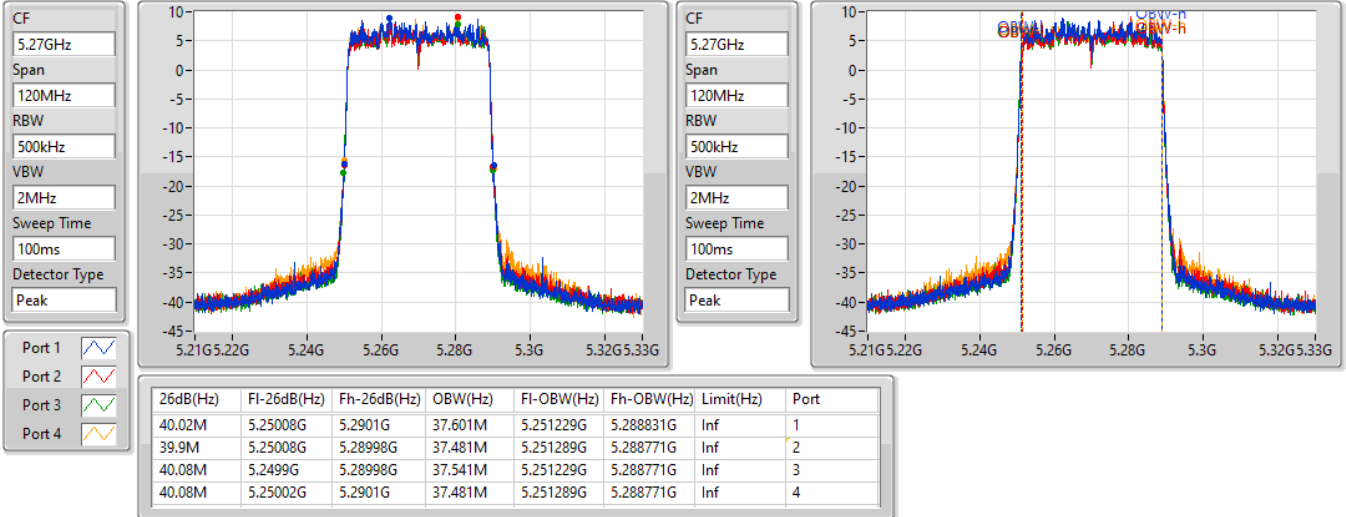 CF
5.27GHz
Span
120MHz
RBW
500kHz
VBW
2MHz
Sweep Time
100ms
Detector Type
Peak
10
5
0
-5
-10
-15
-20
-25
-30
-35
-40
-45
5.21G 5.22G 5.24G 5.26G 5.28G 5.3G 5.32G 5.33G
CF
5.27GHz
Span
120MHz
RBW
500kHz
VBW
2MHz
Sweep Time
100ms
Detector Type
Peak
10
5
0
-5
-10
-15
-20
-25
-30
-35
-40
-45
OBW-h
OBW-h
5.21G 5.22G 5.24G 5.26G 5.28G 5.3G 5.32G 5.33G
Port 1
Port 2
Port 3
Port 4
26dB(Hz) Fl-26dB(Hz) Fh-26dB(Hz) OBW(Hz) Fl-OBW(Hz) Fh-OBW(Hz) Limit(Hz) Port
40.02M 5.25008G 5.2901G 37.601M 5.251229G 5.288831G Inf 1
39.9M 5.25008G 5.28998G 37.481M 5.251289G 5.288771G Inf 2
40.08M 5.2499G 5.28998G 37.541M 5.251229G 5.288771G Inf 3
40.08M 5.25002G 5.2901G 37.481M 5.251289G 5.288771G Inf 4